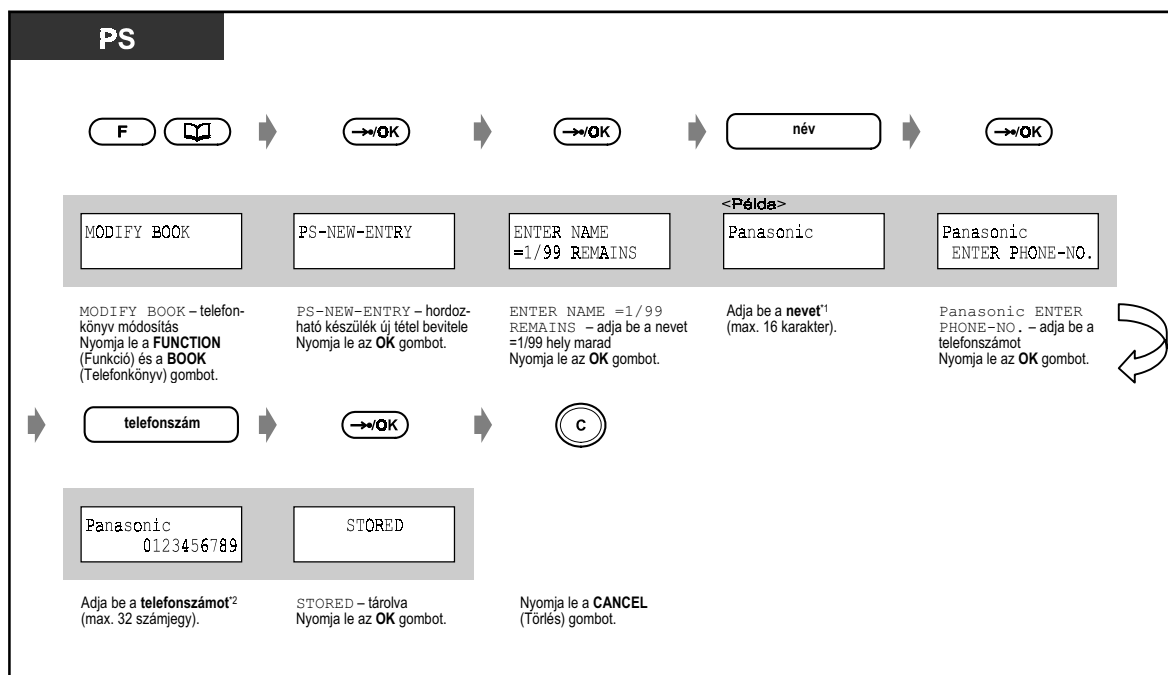 PS
F →•/OK →•/OK név →•/OK
<Példa>
MODIFY BOOK
PS-NEW-ENTRY
ENTER NAME
=1/99 REMAINS
Panasonic
Panasonic
ENTER PHONE-NO.
MODIFY BOOK – telefon-
könyv módosítás
Nyomja le a FUNCTION
(Funkció) és a BOOK
(Telefonkönyv) gombot.
PS-NEW-ENTRY – hordoz-
ható készülék új tétel bevitele
Nyomja le az OK gombot.
ENTER NAME =1/99
REMAINS – adja be a nevet
=1/99 hely marad
Nyomja le az OK gombot.
Adja be a nevet*1
(max. 16 karakter).
Panasonic ENTER
PHONE-NO. – adja be a
telefonszámot
Nyomja le az OK gombot.
telefonszám →•/OK C
Panasonic
0123456789
STORED
Adja be a telefonszámot*2
(max. 32 számjegy).
STORED – tárolva
Nyomja le az OK gombot.
Nyomja le a CANCEL
(Törlés) gombot.